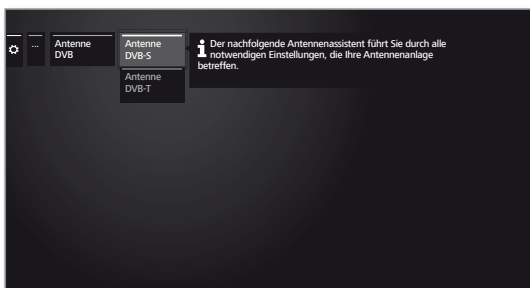 ...
Antenne
DVB
Antenne
DVB-S
Antenne
DVB-T
Der nachfolgende Antennenassistent führt Sie durch alle
notwendigen Einstellungen, die Ihre Antennenanlage
betreffen.